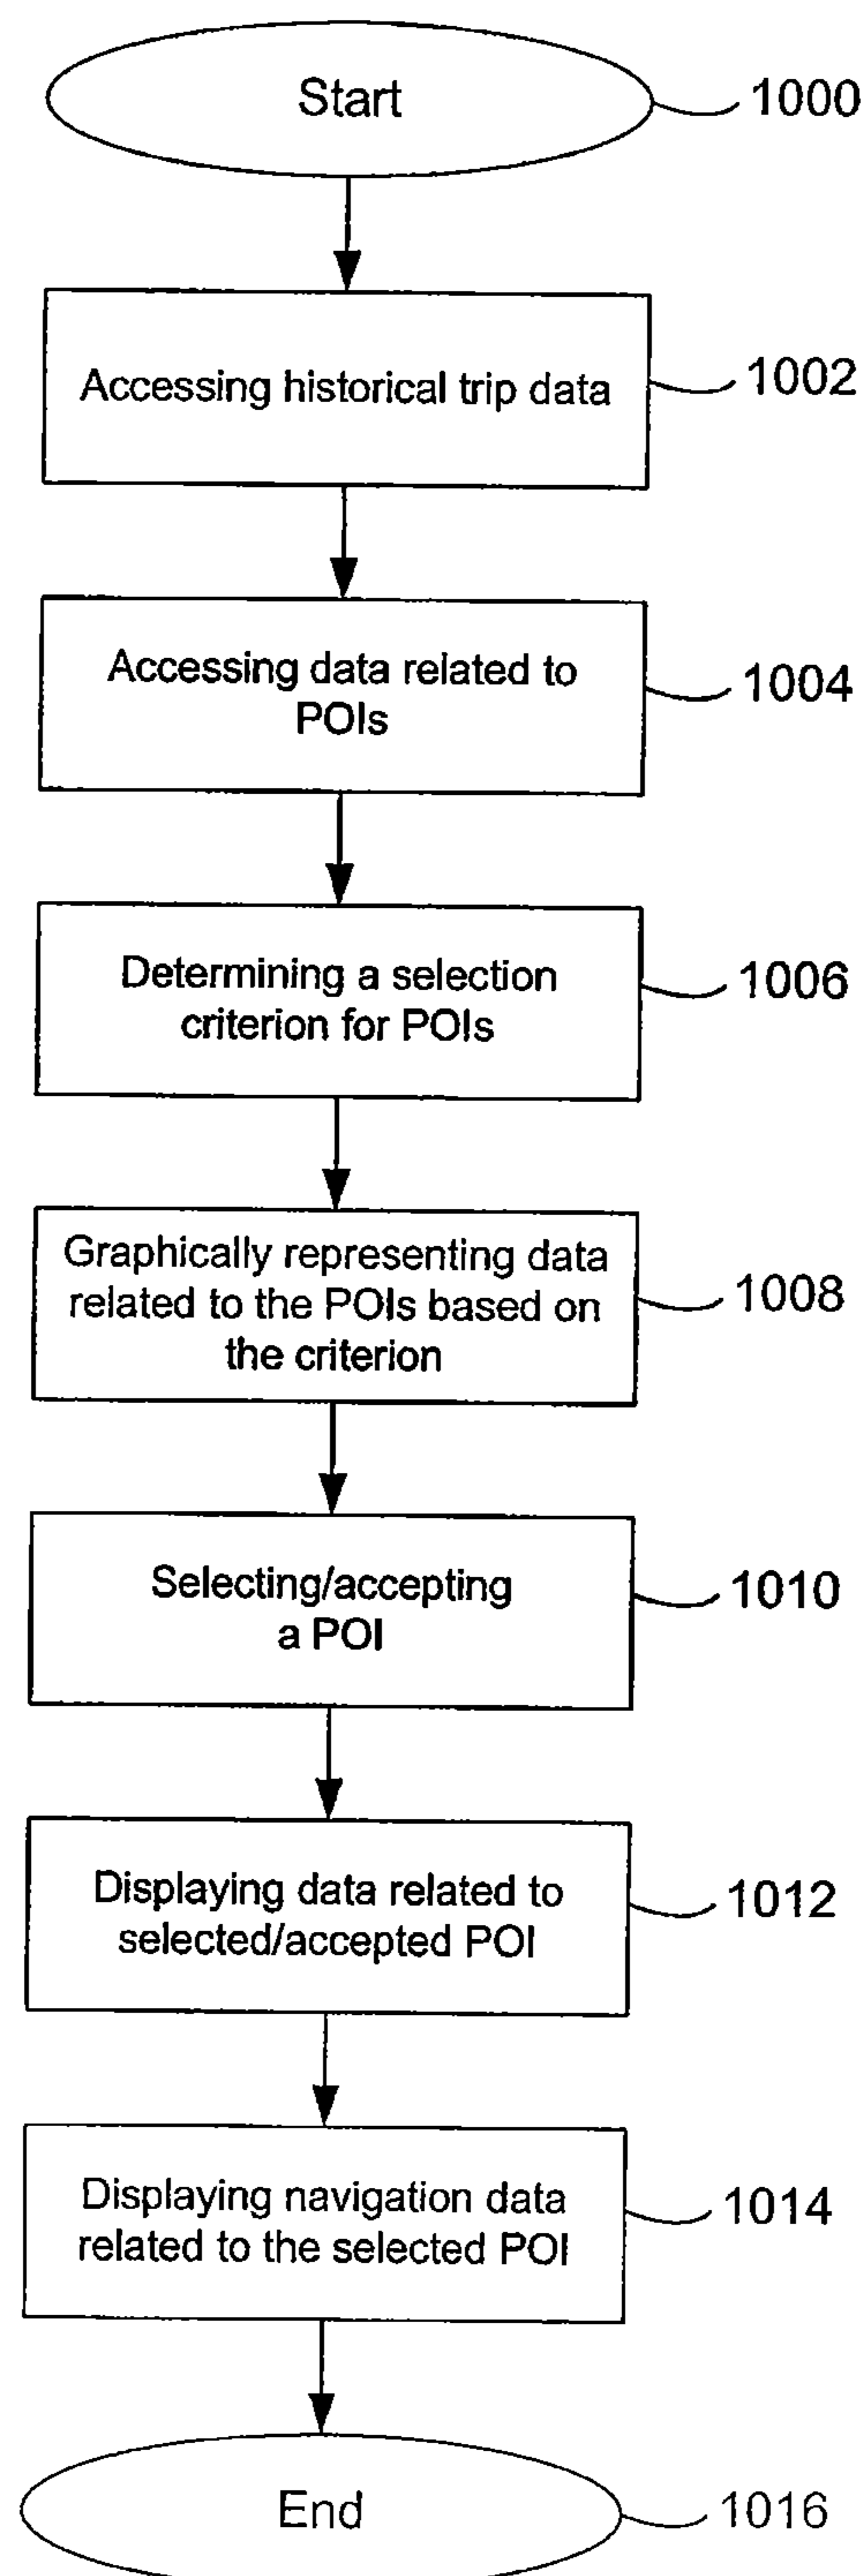 Start
1000
Accessing historical trip data
1002
Accessing data related to
POIs
1004
Determining a selection
criterion for POIs
1006
Graphically representing data
related to the POIs based on
the criterion
1008
Selecting/accepting
a POI
1010
Displaying data related to
selected/accepted POI
1012
Displaying navigation data
related to the selected POI
1014
End
1016